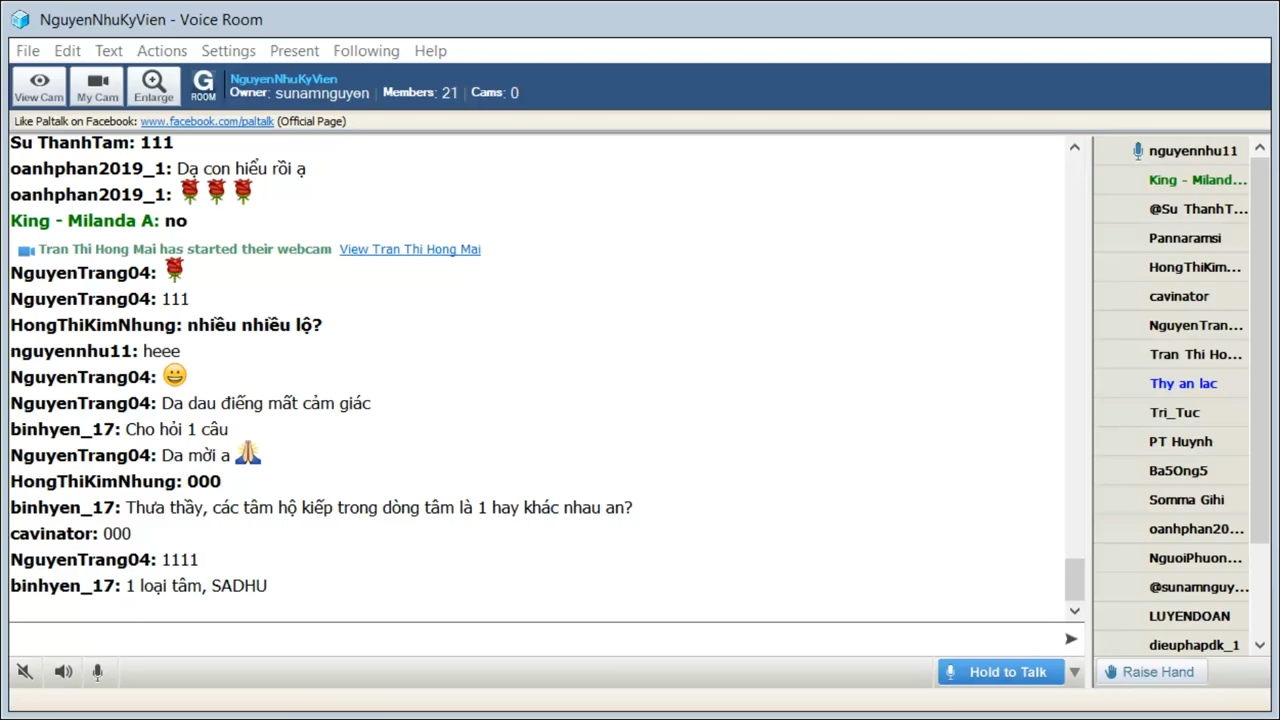 NguyenNhuKyVien - Voice Room
File Edit Text Actions Settings Present Following Help
View Cam My Cam Enlarge G ROOM
NguyenNhuKyVien
Owner: sunamnguyen | Members: 21 | Cams: 0
Like Paltalk on Facebook: www.facebook.com/paltalk (Official Page)
Su ThanhTam: 111
oanhphan2019_1: Dạ con hiểu rồi ạ
oanhphan2019_1:
King - Milanda A: no
Tran Thi Hong Mai has started their webcam View Tran Thi Hong Mai
NguyenTrang04:
NguyenTrang04: 111
HongThiKimNhung: nhiều nhiều lộ?
nguyennhu11: heee
NguyenTrang04:
NguyenTrang04: Da dau điếng mất cảm giác
binhyen_17: Cho hỏi 1 câu
NguyenTrang04: Da mời a
HongThiKimNhung: 000
binhyen_17: Thưa thầy, các tâm hộ kiếp trong dòng tâm là 1 hay khác nhau an?
cavinator: 000
NguyenTrang04: 1111
binhyen_17: 1 loại tâm, SADHU
nguyennhu11
King - Miland...
@Su ThanhT...
Pannaramsi
HongThiKim...
cavinator
NguyenTran...
Tran Thi Ho...
Thy an lac
Tri_Tuc
PT Huynh
Ba5Ong5
Somma Gihi
oanhphan20...
NguoiPhuon...
@sunamnguy...
LUYENDOAN
dieuphapdk_1
Hold to Talk
Raise Hand